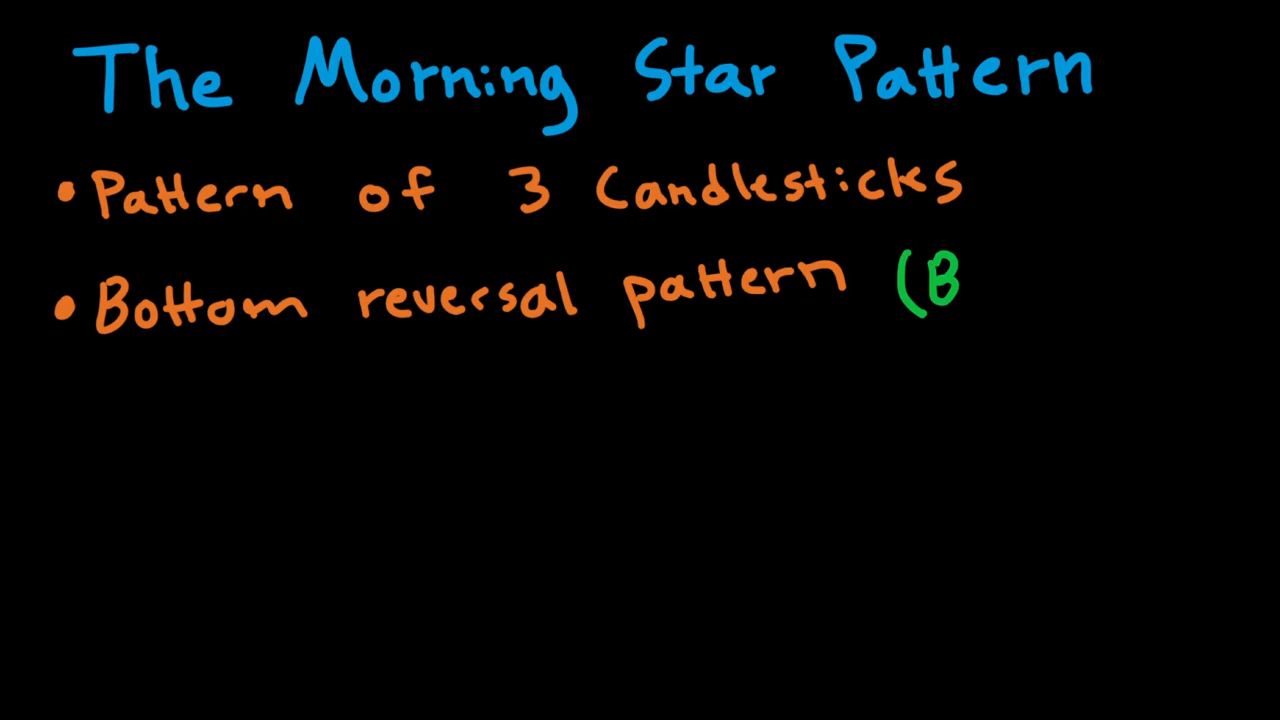 The Morning Star Pattern
• Pattern of 3 Candlesticks
• Bottom reversal pattern (B